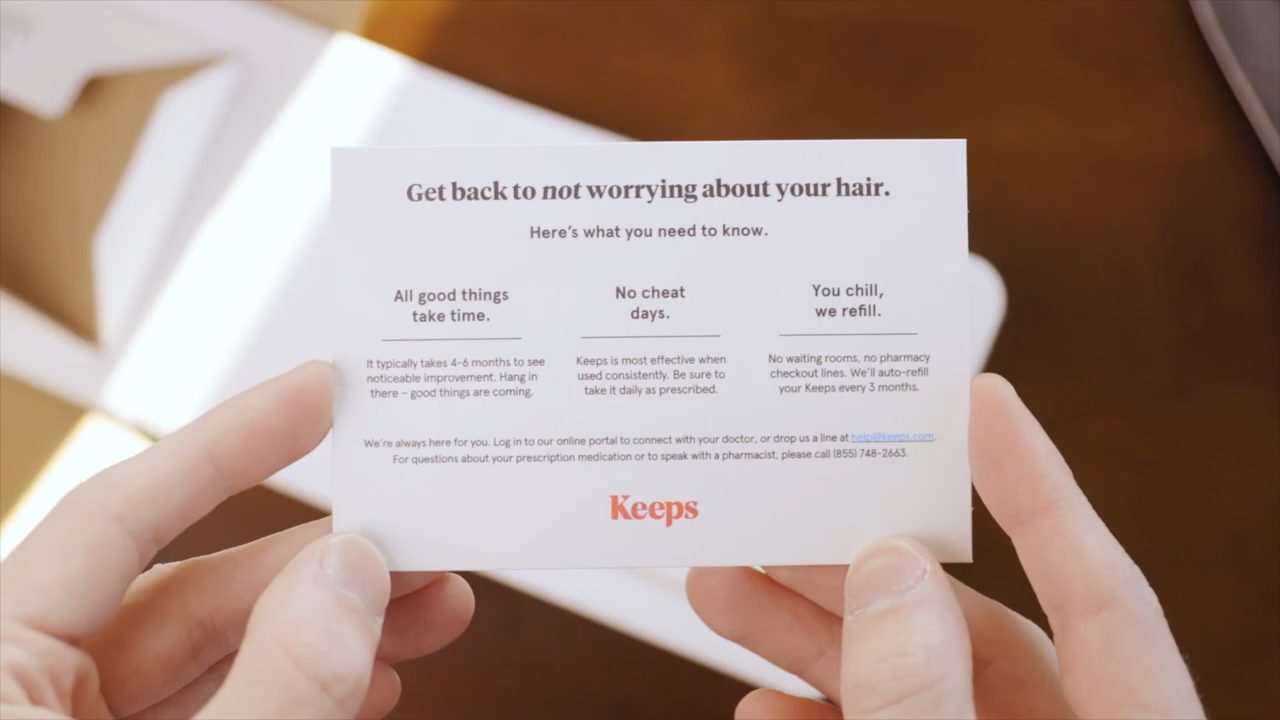 Get back to not worrying about your hair.
Here's what you need to know.
All good things
take time.
It typically takes 4-6 months to see
noticeable improvement. Hang in
there – good things are coming.
No cheat
days.
Keeps is most effective when
used consistently. Be sure to
take it daily as prescribed.
You chill,
we refill.
No waiting rooms, no pharmacy
checkout lines. We'll auto-refill
your Keeps every 3 months.
We're always here for you. Log in to our online portal to connect with your doctor, or drop us a line at help@keeps.com.
For questions about your prescription medication or to speak with a pharmacist, please call (855) 748-2663.
Keeps